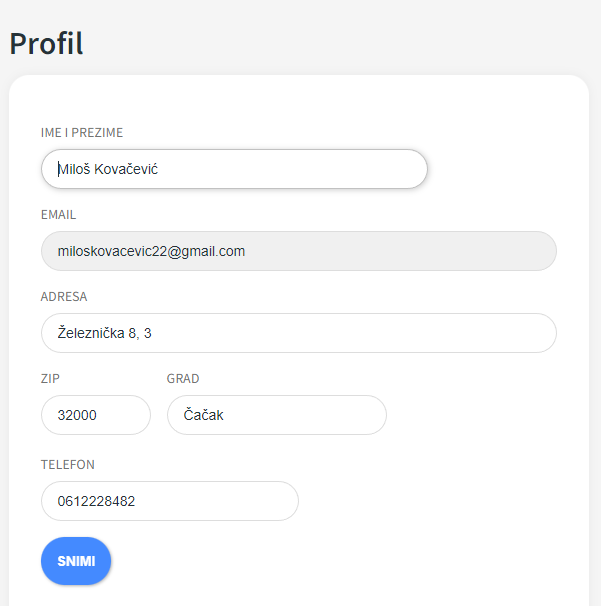 Profil
IME I PREZIME
Miloš Kovačević
EMAIL
miloskovacevic22@gmail.com
ADRESA
Železnička 8, 3
ZIP GRAD
32000 Čačak
TELEFON
0612228482
SNIMI